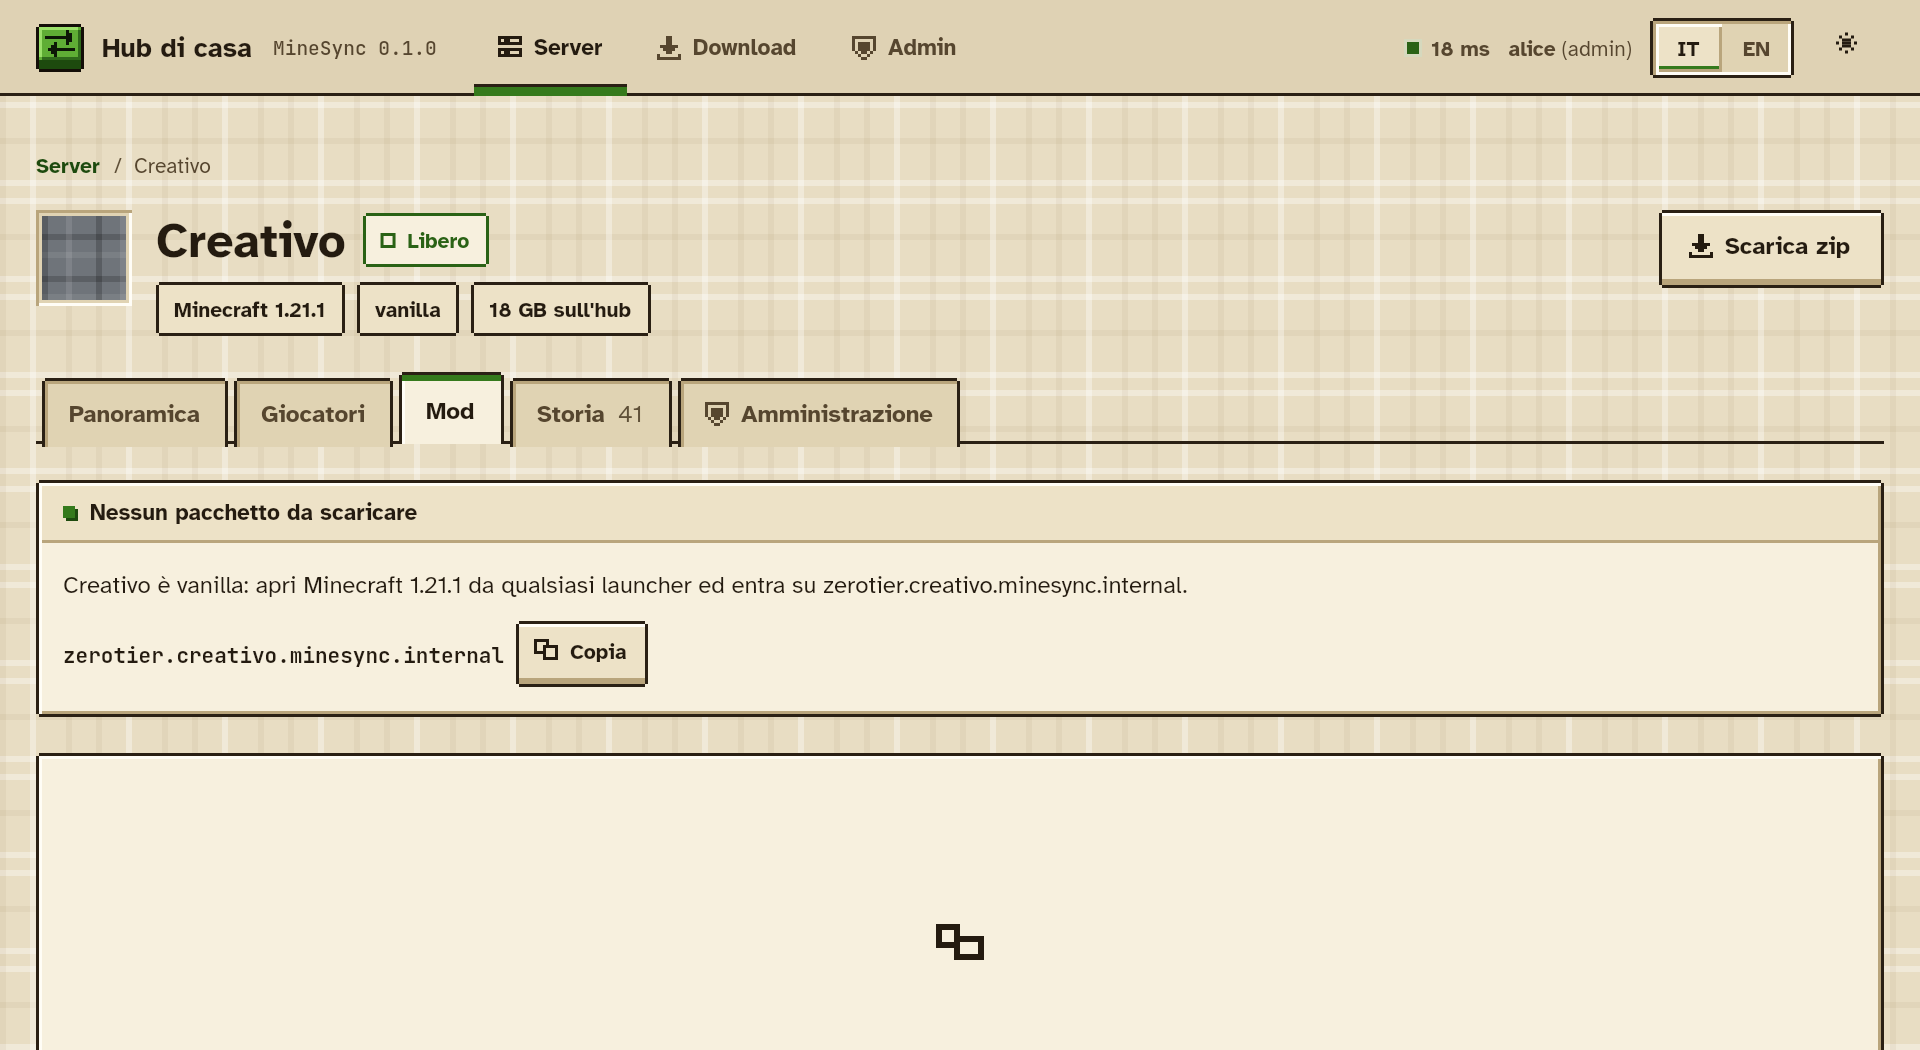 Hub di casa MineSync 0.1.0 Server Download Admin 18 ms alice (admin) IT EN
Server / Creativo
Creativo Libero Scarica zip
Minecraft 1.21.1 vanilla 18 GB sull'hub
Panoramica Giocatori Mod Storia 41 Amministrazione
Nessun pacchetto da scaricare
Creativo è vanilla: apri Minecraft 1.21.1 da qualsiasi launcher ed entra su zerotier.creativo.minesync.internal.
zerotier.creativo.minesync.internal Copia